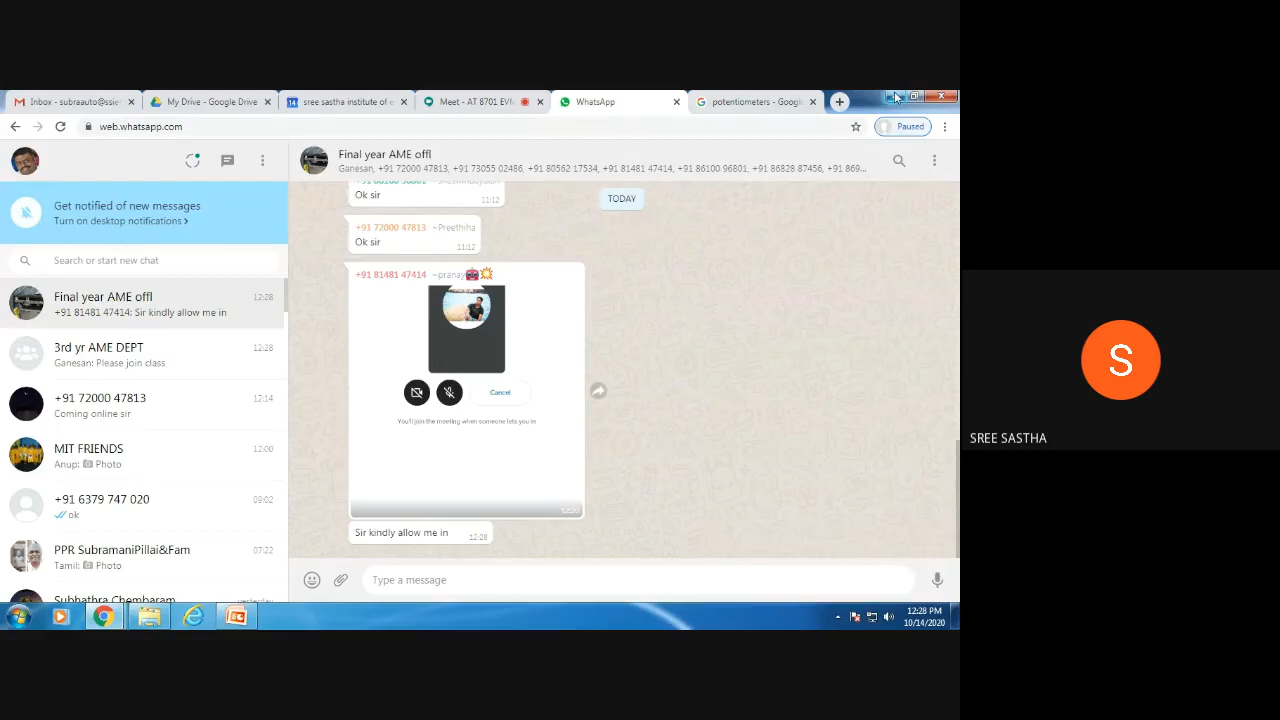 Inbox - subraauto@ssiet
My Drive - Google Drive
14 sree sastha institute of e
Meet - AT 8701 EVM
WhatsApp
potentiometers - Google
web.whatsapp.com
Paused
Final year AME offl
Ganesan, +91 72000 47813, +91 73055 02486, +91 80562 17534, +91 81481 47414, +91 86100 96801, +91 86828 87456, +91 869...
Get notified of new messages
Turn on desktop notifications >
Search or start new chat
Final year AME offl 12:28
+91 81481 47414: Sir kindly allow me in
3rd yr AME DEPT 12:28
Ganesan: Please join class
+91 72000 47813 12:14
Coming online sir
MIT FRIENDS 12:00
Anup: Photo
+91 6379 747 020 09:02
ok
PPR SubramaniPillai&Fam 07:22
Tamil: Photo
Subhathra Chembaram yesterday
Ok sir
11:12
TODAY
+91 72000 47813 ~Preethiha
Ok sir
11:12
+91 81481 47414 ~pranay
Cancel
You'll join the meeting when someone lets you in
Sir kindly allow me in
12:28
Type a message
12:28 PM
10/14/2020
S
SREE SASTHA